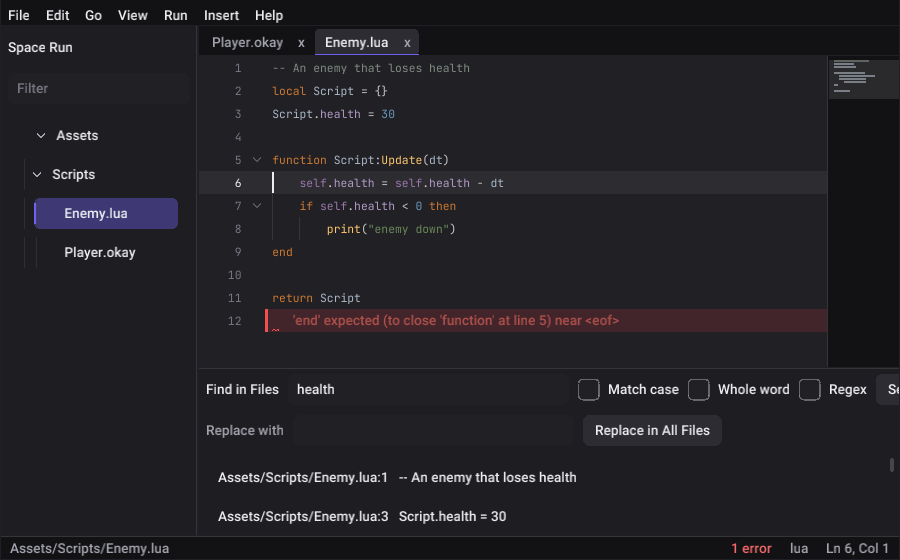 File Edit Go View Run Insert Help
Space Run
Filter
Assets
Scripts
Enemy.lua
Player.okay
Player.okay x Enemy.lua x
1 -- An enemy that loses health
2 local Script = {}
3 Script.health = 30
4
5 function Script:Update(dt)
6 self.health = self.health - dt
7 if self.health < 0 then
8 print("enemy down")
9 end
10
11 return Script
12 'end' expected (to close 'function' at line 5) near <eof>
Find in Files health Match case Whole word Regex
Replace with Replace in All Files
Assets/Scripts/Enemy.lua:1 -- An enemy that loses health
Assets/Scripts/Enemy.lua:3 Script.health = 30
Assets/Scripts/Enemy.lua 1 error lua Ln 6, Col 1